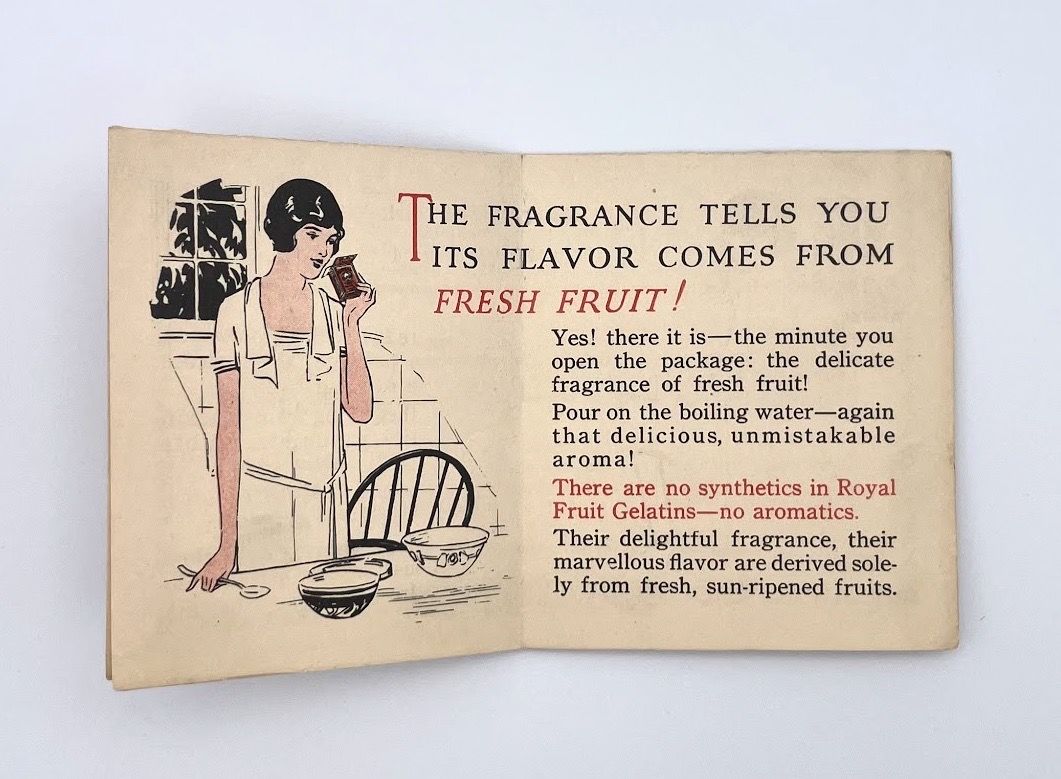 THE FRAGRANCE TELLS YOU
ITS FLAVOR COMES FROM
FRESH FRUIT!
Yes! there it is—the minute you
open the package: the delicate
fragrance of fresh fruit!
Pour on the boiling water—again
that delicious, unmistakable
aroma!
There are no synthetics in Royal
Fruit Gelatins—no aromatics.
Their delightful fragrance, their
marvellous flavor are derived sole-
ly from fresh, sun-ripened fruits.